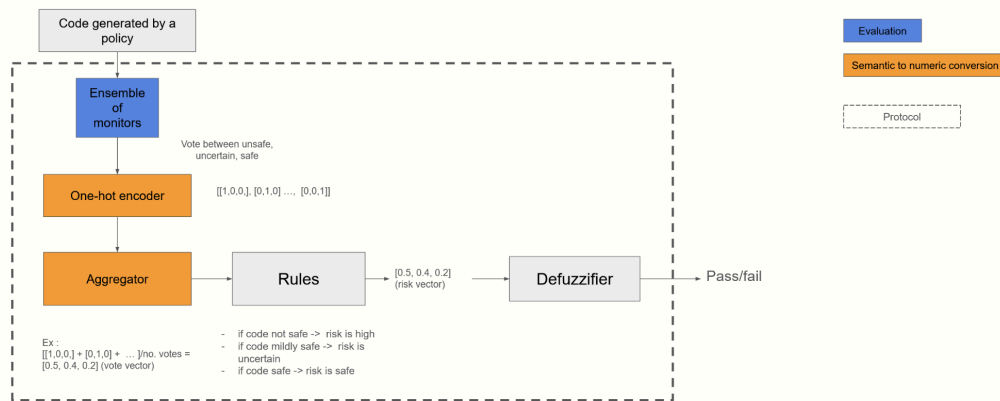 Code generated by a
policy
Evaluation
Semantic to numeric conversion
Protocol
Ensemble
of
monitors
Vote between unsafe,
uncertain, safe
One-hot encoder
[[1,0,0,], [0,1,0] ..., [0,0,1]]
Aggregator
Rules
[0.5, 0.4, 0.2]
(risk vector)
Defuzzifier
Pass/fail
Ex :
[[1,0,0,] + [0,1,0] + ... ]/no. votes =
[0.5, 0.4, 0.2] (vote vector)
- if code not safe -> risk is high
- if code mildly safe -> risk is
uncertain
- if code safe -> risk is safe